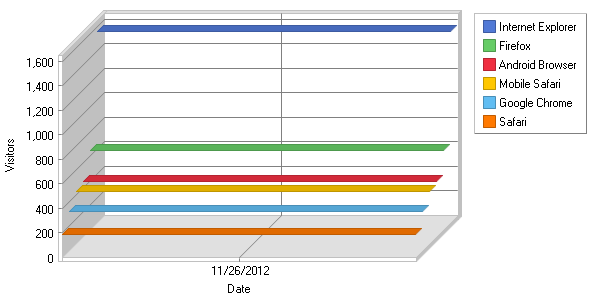 Internet Explorer
Firefox
Android Browser
Mobile Safari
Google Chrome
Safari
Visitors
1,600
1,400
1,200
1,000
800
600
400
200
0
11/26/2012
Date